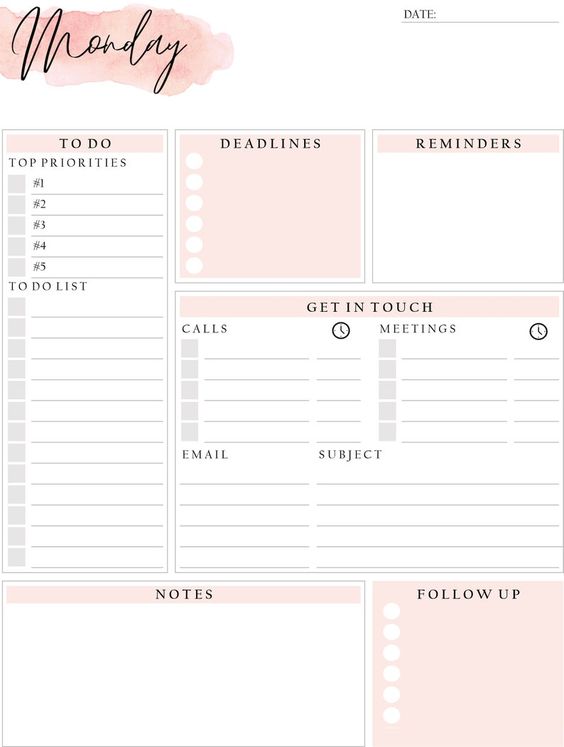 Monday
DATE:
TO DO
TOP PRIORITIES
#1
#2
#3
#4
#5
TO DO LIST
DEADLINES
REMINDERS
GET IN TOUCH
CALLS
MEETINGS
EMAIL
SUBJECT
NOTES
FOLLOW UP